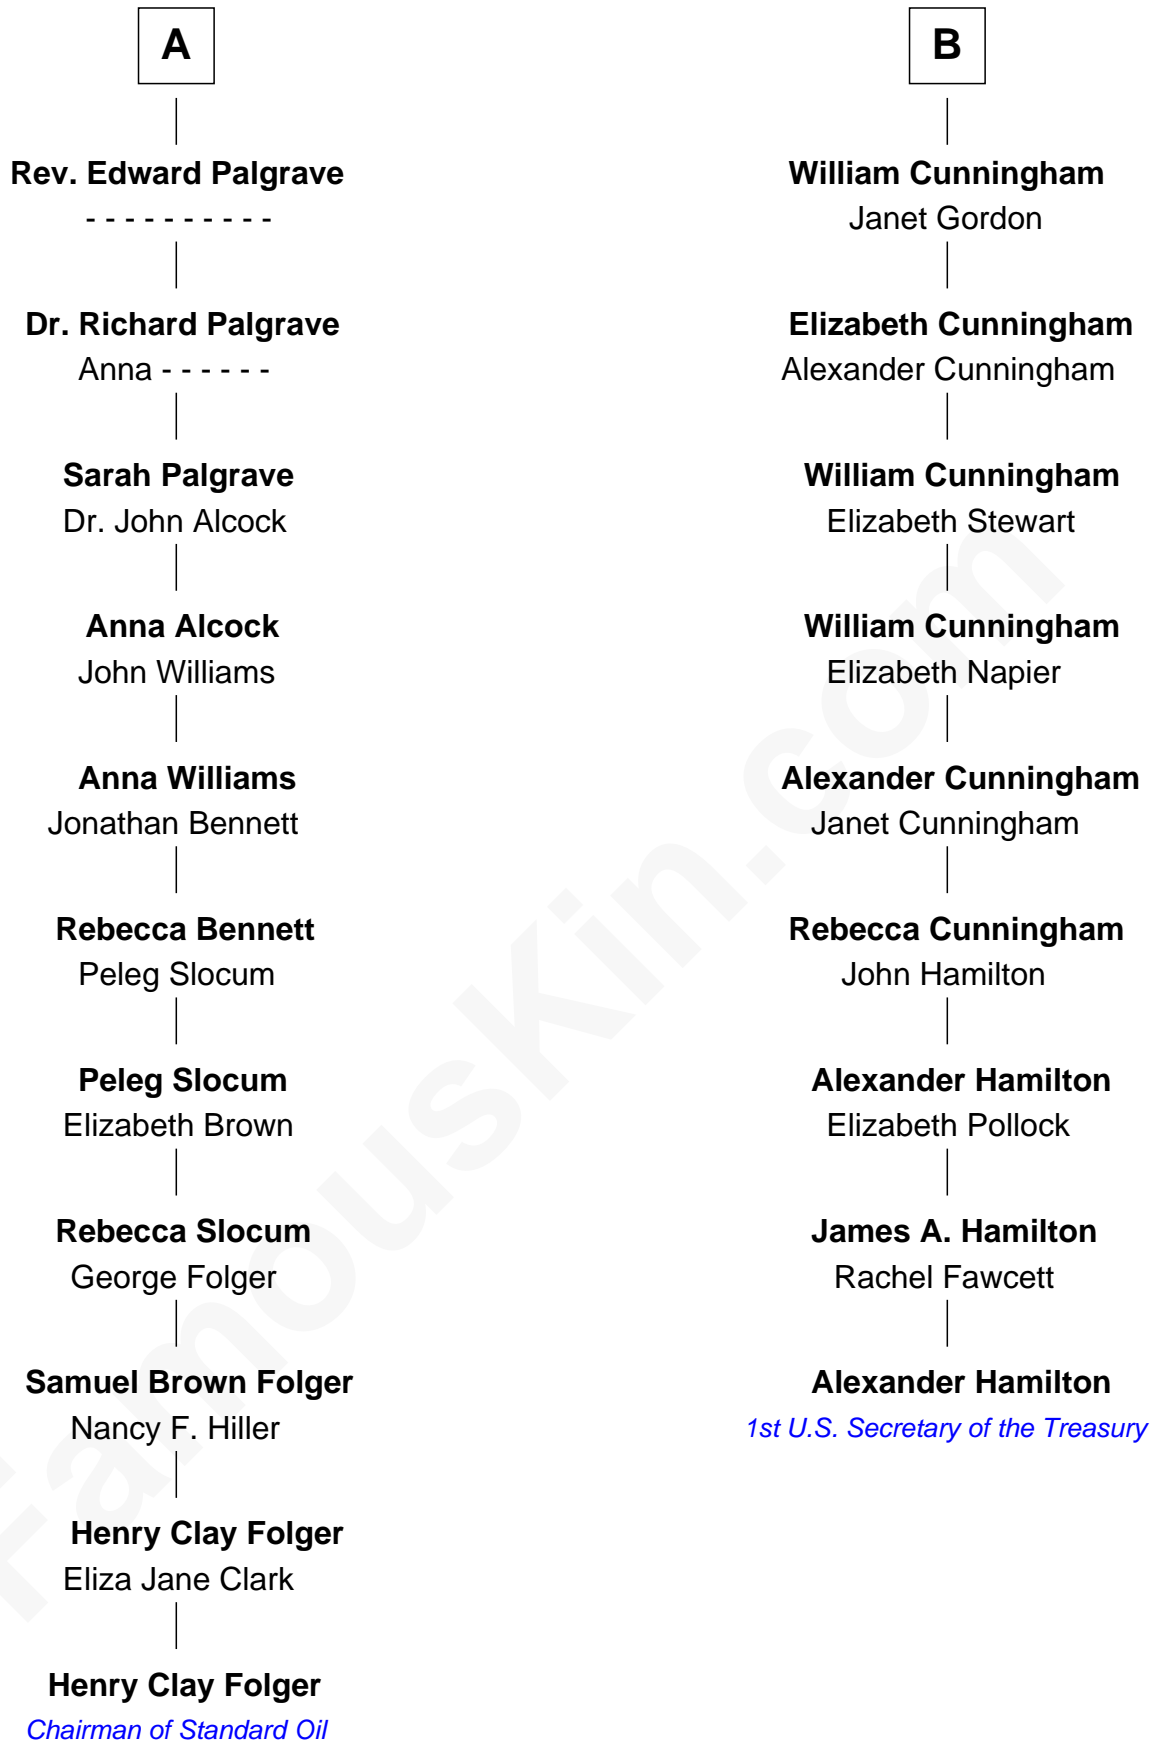 A
Rev. Edward Palgrave
- - - - - - - - - -
Dr. Richard Palgrave
Anna - - - - - -
Sarah Palgrave
Dr. John Alcock
Anna Alcock
John Williams
Anna Williams
Jonathan Bennett
Rebecca Bennett
Peleg Slocum
Peleg Slocum
Elizabeth Brown
Rebecca Slocum
George Folger
Samuel Brown Folger
Nancy F. Hiller
Henry Clay Folger
Eliza Jane Clark
Henry Clay Folger
Chairman of Standard Oil
B
William Cunningham
Janet Gordon
Elizabeth Cunningham
Alexander Cunningham
William Cunningham
Elizabeth Stewart
William Cunningham
Elizabeth Napier
Alexander Cunningham
Janet Cunningham
Rebecca Cunningham
John Hamilton
Alexander Hamilton
Elizabeth Pollock
James A. Hamilton
Rachel Fawcett
Alexander Hamilton
1st U.S. Secretary of the Treasury
FamousKin.com